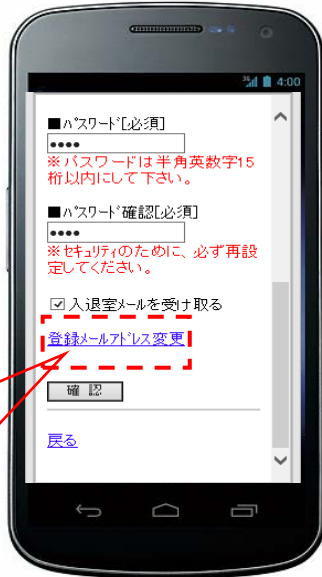 3G 4:00
■ﾊﾟｽﾜｰﾄﾞ[必須]
●●●●
※パスワードは半角英数字15
桁以内にして下さい。
■ﾊﾟｽﾜｰﾄﾞ確認[必須]
●●●●
※ｾｷｭﾘﾃｨのために、必ず再設
定してください。
入退室メールを受け取る
登録ﾒｰﾙｱﾄﾞﾚｽ変更
確 認
戻る